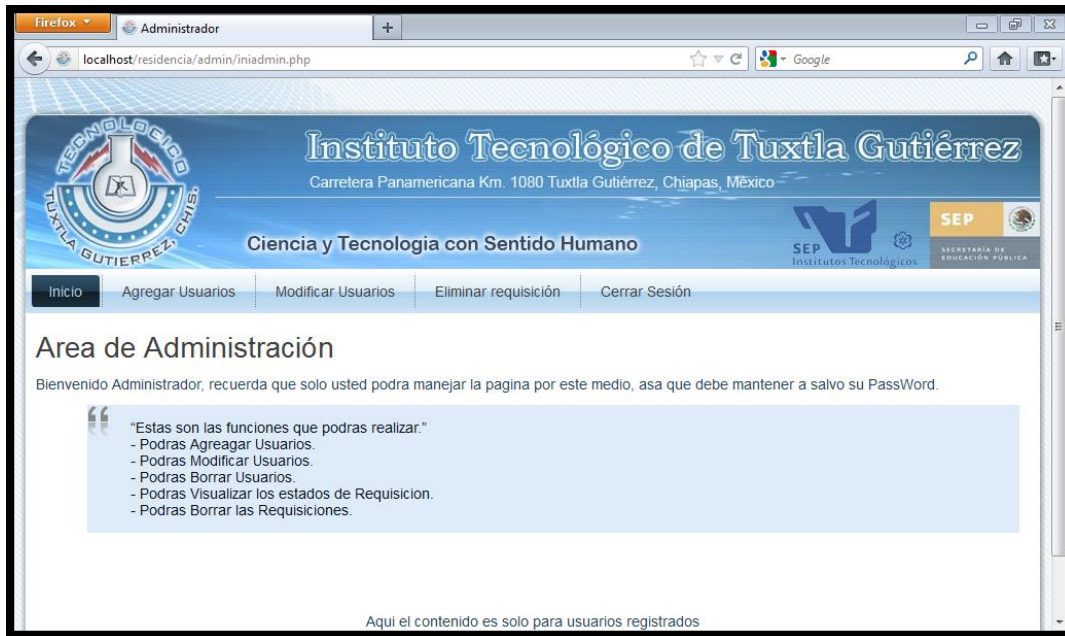 Firefox
Administrador
localhost/residencia/admin/iniadmin.php
Google
TECNOLOGICO
TUXTLA GUTIERREZ, CHIS.
Instituto Tecnológico de Tuxtla Gutiérrez
Carretera Panamericana Km. 1080 Tuxtla Gutiérrez, Chiapas, México
Ciencia y Tecnologia con Sentido Humano
SEP
Institutos Tecnológicos
SEP
SECRETARÍA DE
EDUCACIÓN PÚBLICA
Inicio Agregar Usuarios Modificar Usuarios Eliminar requisición Cerrar Sesión
Area de Administración
Bienvenido Administrador, recuerda que solo usted podra manejar la pagina por este medio, asa que debe mantener a salvo su PassWord.
“Estas son las funciones que podras realizar.”
- Podras Agreagar Usuarios.
- Podras Modificar Usuarios.
- Podras Borrar Usuarios.
- Podras Visualizar los estados de Requisicion.
- Podras Borrar las Requisiciones.
Aqui el contenido es solo para usuarios registrados